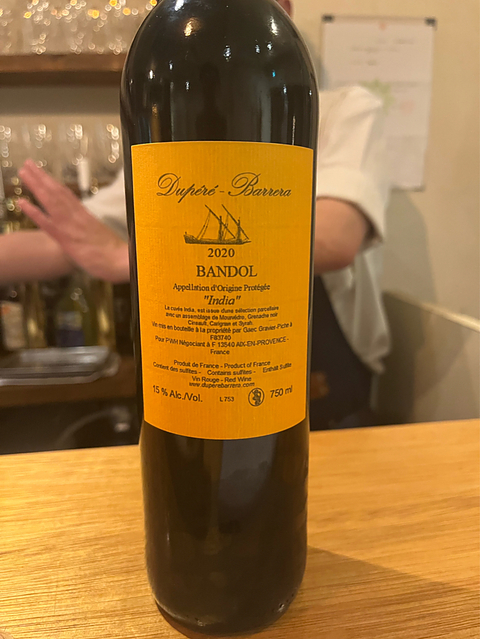 Dupéré - Barrera
2020
BANDOL
Appellation d'Origine Protégée
"India"
La cuvée India, est issue d'une sélection parcellaire
avec un assemblage de Mourvèdre, Grenache noir
Cinsault, Carignan et Syrah.
Vin mis en bouteille à la propriété par Gaec Gravier-Piche à
F83740
Pour PWH Négociant à F 13540 AIX-EN-PROVENCE -
France
Produit de France - Product of France
Contient des sulfites - Contains sulfites - Enthält Sulfite
Vin Rouge - Red Wine
www.duperebarrera.com
15 % Alc./Vol. L 753 750 ml